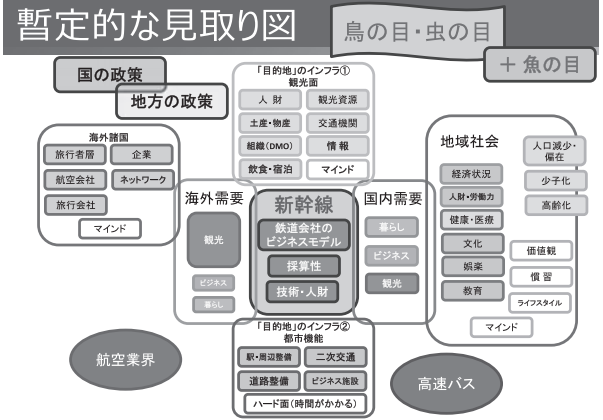 暫定的な見取り図
鳥の目・虫の目
＋ 魚の目
国の政策
地方の政策
「目的地」のインフラ①
観光面
人 財
観光資源
土産・物産
交通機関
組織（DMO）
情 報
飲食・宿泊
マインド
海外諸国
旅行者層
企業
航空会社
ネットワーク
旅行会社
マインド
海外需要
観光
ビジネス
暮らし
新幹線
鉄道会社の
ビジネスモデル
採算性
技術・人財
国内需要
暮らし
ビジネス
観光
地域社会
経済状況
人財・労働力
健康・医療
文化
娯楽
教育
人口減少・
偏在
少子化
高齢化
価値観
慣 習
ライフスタイル
マインド
「目的地」のインフラ②
都市機能
駅・周辺整備
二次交通
道路整備
ビジネス施設
ハード面（時間がかかる）
航空業界
高速バス